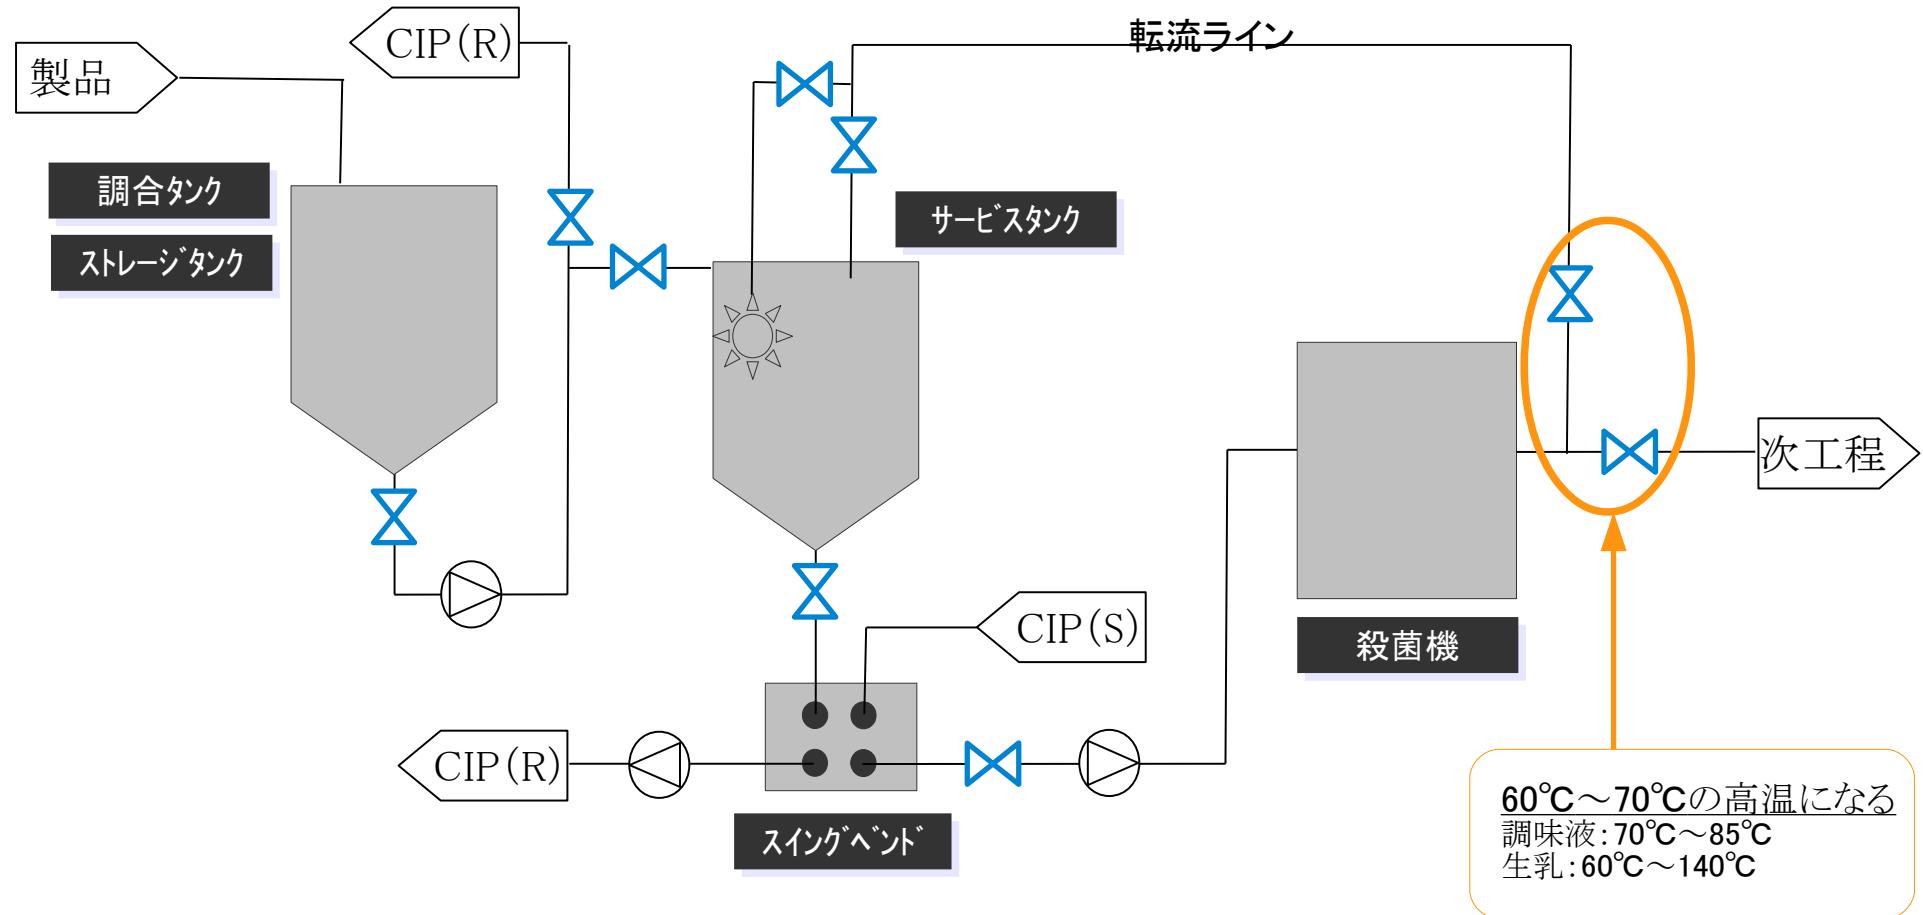 CIP(R)
転流ライン
製品
調合タンク
サービスタンク
ストレージタンク
次工程
CIP(S)
殺菌機
CIP(R)
スイングベンド
60℃～70℃の高温になる
調味液:70℃～85℃
生乳:60℃～140℃